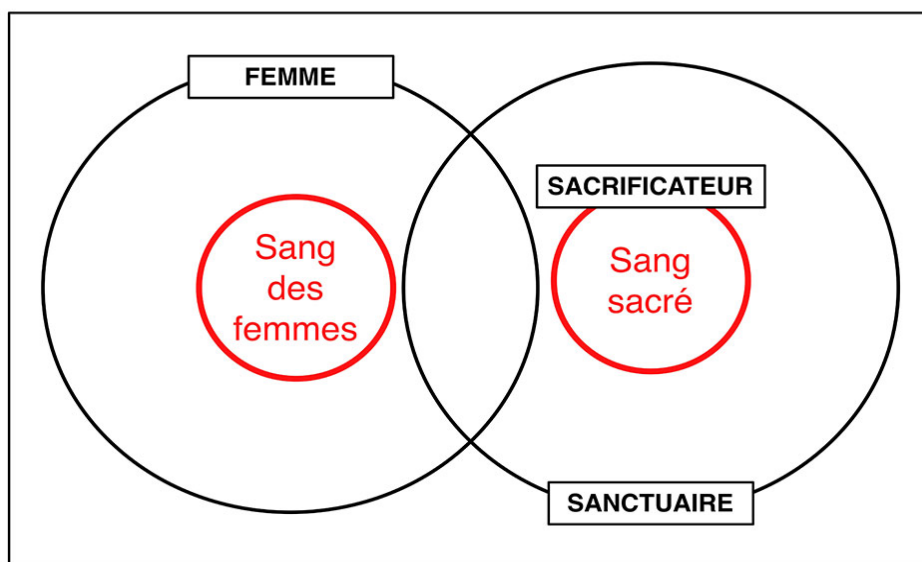 FEMME
SACRIFICATEUR
Sang
des
femmes
Sang
sacré
SANCTUAIRE